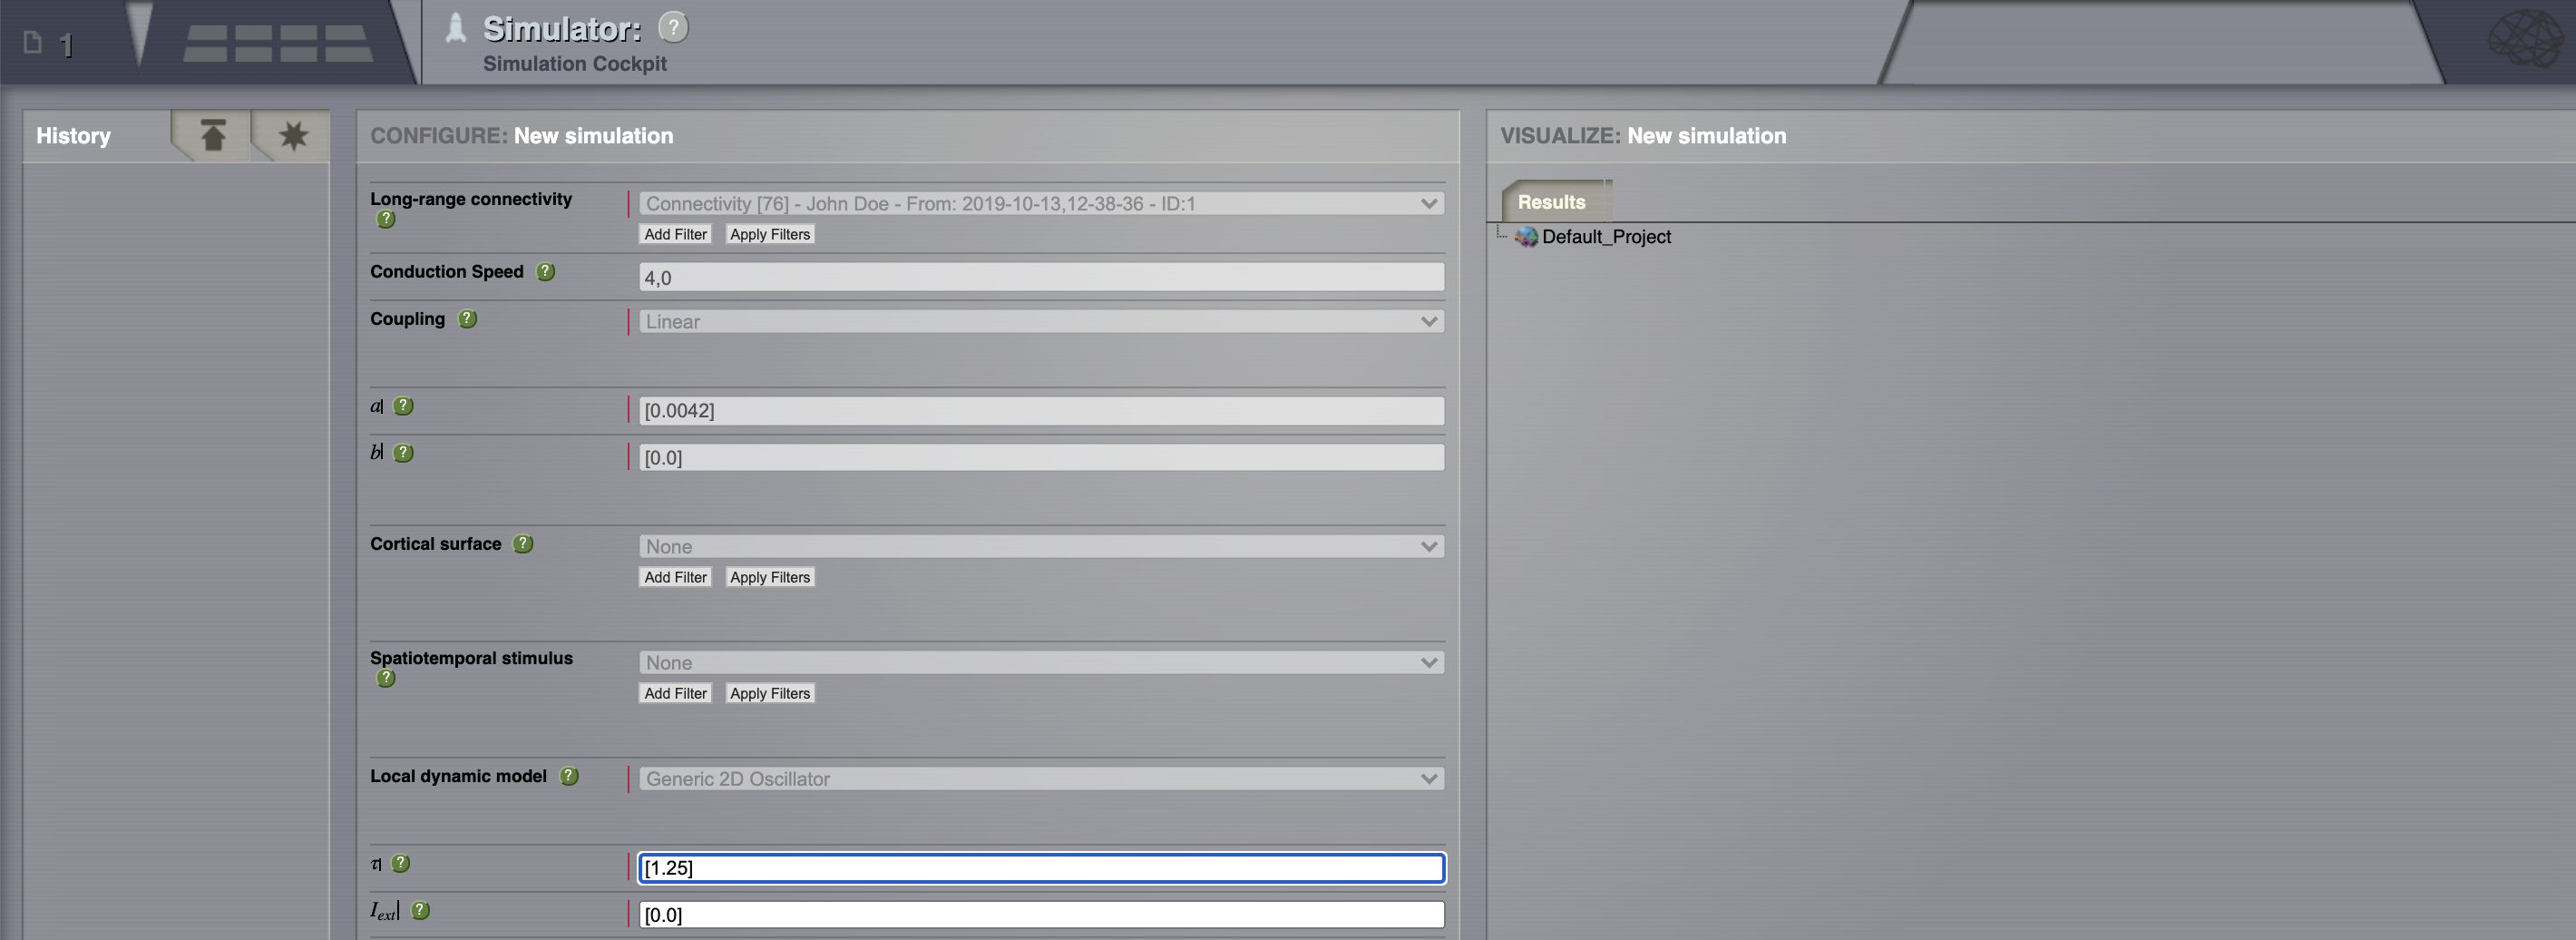 1
Simulator: ?
Simulation Cockpit
History
CONFIGURE: New simulation
Long-range connectivity
?
Connectivity [76] - John Doe - From: 2019-10-13,12-38-36 - ID:1
Add Filter Apply Filters
Conduction Speed ? 4,0
Coupling ? Linear
a ? [0.0042]
b ? [0.0]
Cortical surface ? None
Add Filter Apply Filters
Spatiotemporal stimulus
?
None
Add Filter Apply Filters
Local dynamic model ? Generic 2D Oscillator
τ ? [1.25]
I_ext ? [0.0]
VISUALIZE: New simulation
Results
Default_Project